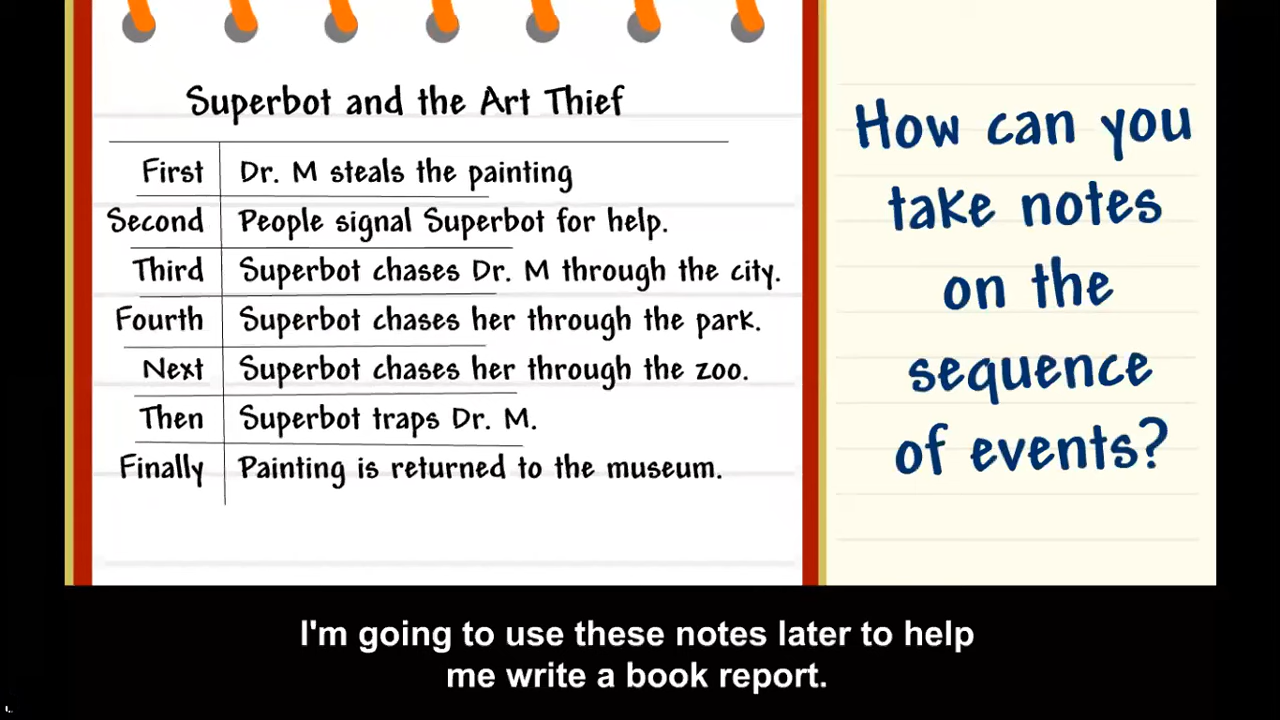 Superbot and the Art Thief
First Dr. M steals the painting
Second People signal Superbot for help.
Third Superbot chases Dr. M through the city.
Fourth Superbot chases her through the park.
Next Superbot chases her through the zoo.
Then Superbot traps Dr. M.
Finally Painting is returned to the museum.
How can you
take notes
on the
sequence
of events?
I'm going to use these notes later to help
me write a book report.